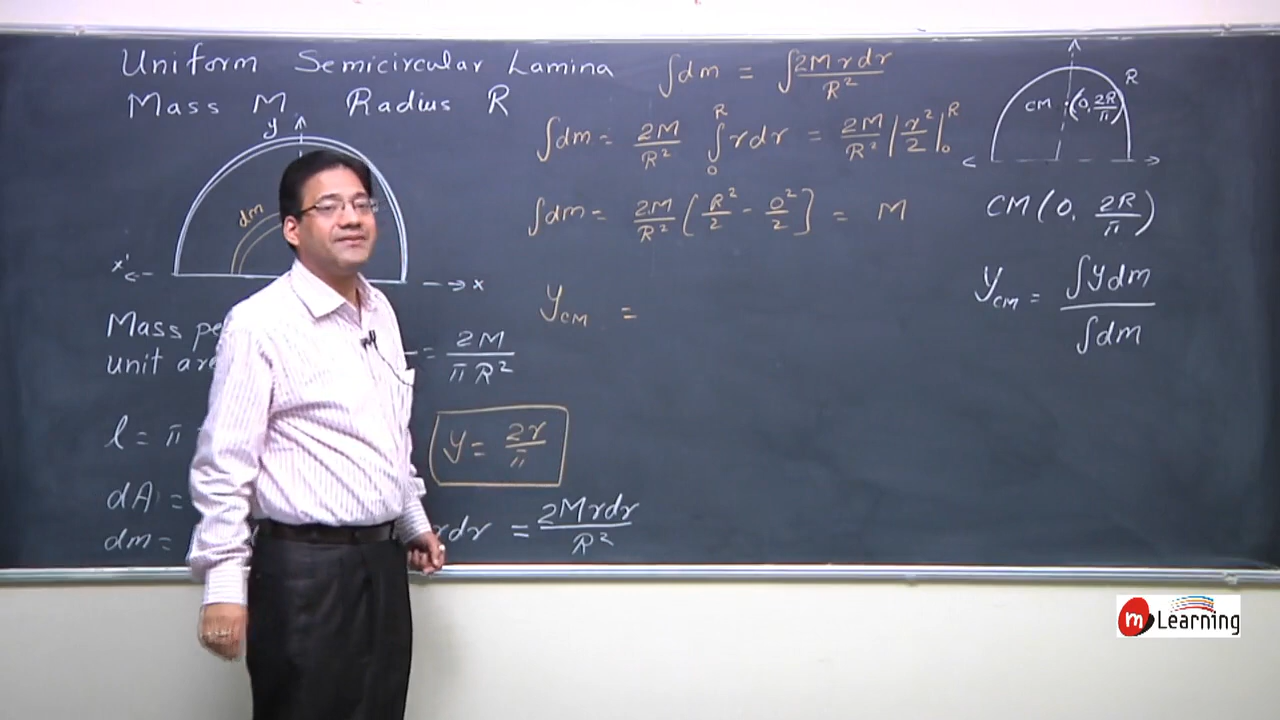 Uniform Semicircular Lamina
Mass M, Radius R
y
dm
x'
x
Mass
unit
= 2M/πR²
l = π
y = 2r/π
dA =
dm = rdr = 2Mrdr/R²
∫dm = ∫2Mrdr/R²
∫dm = 2M/R² ∫₀ᴿ rdr = 2M/R² |r²/2|₀ᴿ
∫dm = 2M/R² [R²/2 - 0²/2] = M
Y_CM =
R
CM (0, 2R/π)
CM (0, 2R/π)
Y_CM = ∫ydm/∫dm
m Learning